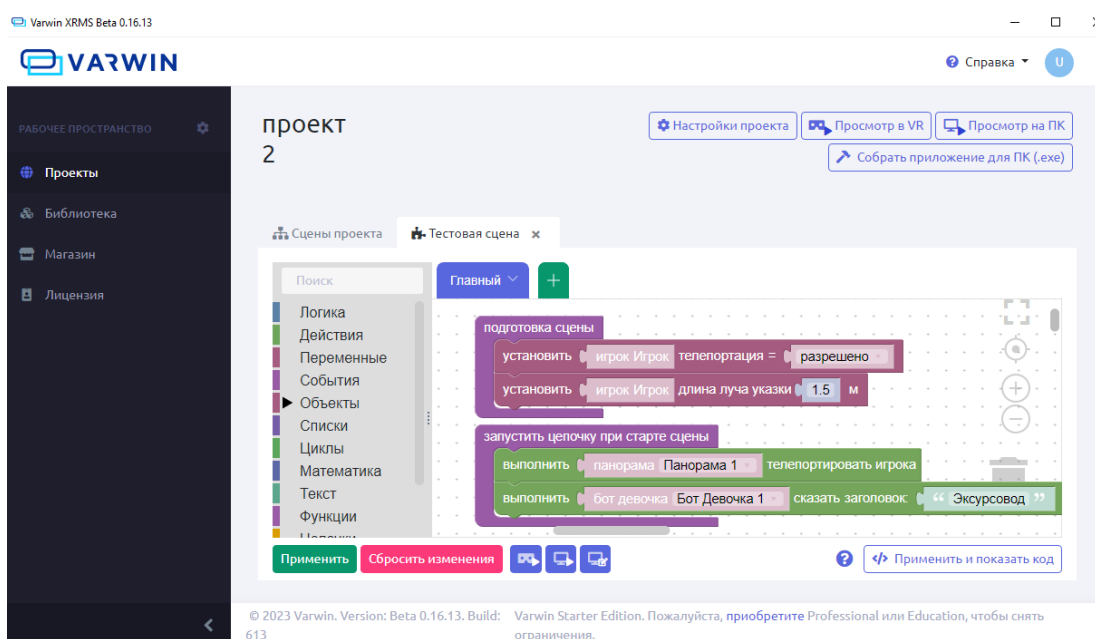 Varwin XRMS Beta 0.16.13
VARWIN
Справка
U
РАБОЧЕЕ ПРОСТРАНСТВО
Проекты
Библиотека
Магазин
Лицензия
проект
2
Настройки проекта
Просмотр в VR
Просмотр на ПК
Собрать приложение для ПК (.exe)
Сцены проекта
Тестовая сцена
Поиск
Логика
Действия
Переменные
События
Объекты
Списки
Циклы
Математика
Текст
Функции
Цепочки
Главный
подготовка сцены
установить игрок Игрок телепортация = разрешено
установить игрок Игрок длина луча указки 1.5 м
запустить цепочку при старте сцены
выполнить панорама Панорама 1 телепортировать игрока
выполнить бот девочка Бот Девочка 1 сказать заголовок: “ Эксурсовод ”
Применить
Сбросить изменения
? </> Применить и показать код
© 2023 Varwin. Version: Beta 0.16.13. Build:
613
Varwin Starter Edition. Пожалуйста, приобретите Professional или Education, чтобы снять
ограничения.